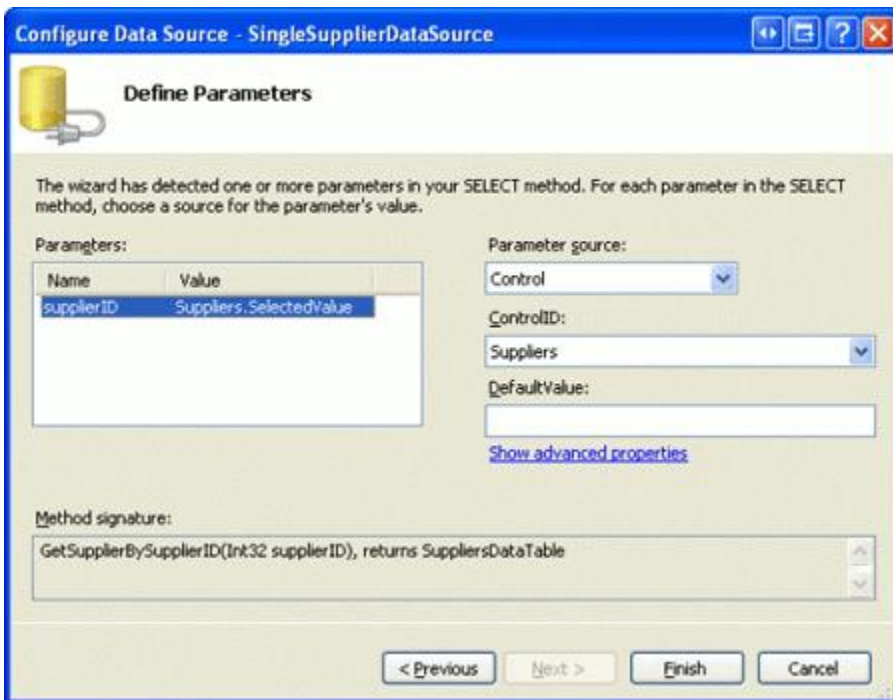 Configure Data Source - SingleSupplierDataSource
Define Parameters
The wizard has detected one or more parameters in your SELECT method. For each parameter in the SELECT
method, choose a source for the parameter's value.
Parameters:
Name Value
supplierID Suppliers.SelectedValue
Parameter source:
Control
ControlID:
Suppliers
DefaultValue:
Show advanced properties
Method signature:
GetSupplierBySupplierID(Int32 supplierID), returns SuppliersDataTable
< Previous Next > Finish Cancel